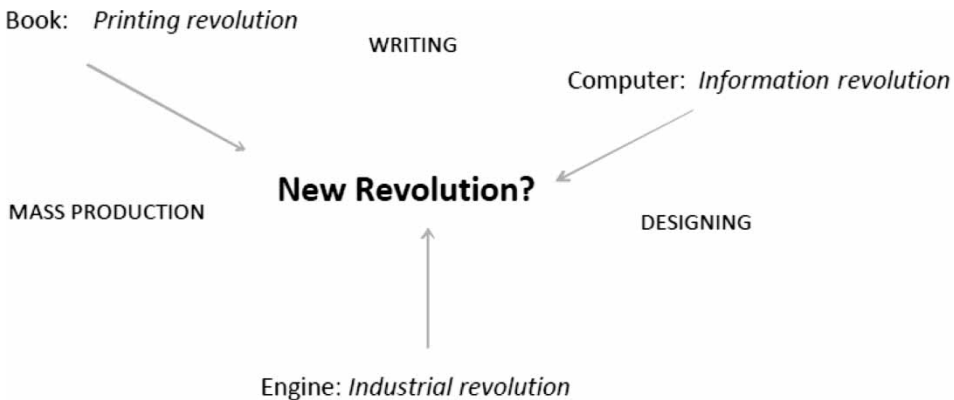 Book: Printing revolution
WRITING
Computer: Information revolution
New Revolution?
MASS PRODUCTION
DESIGNING
Engine: Industrial revolution